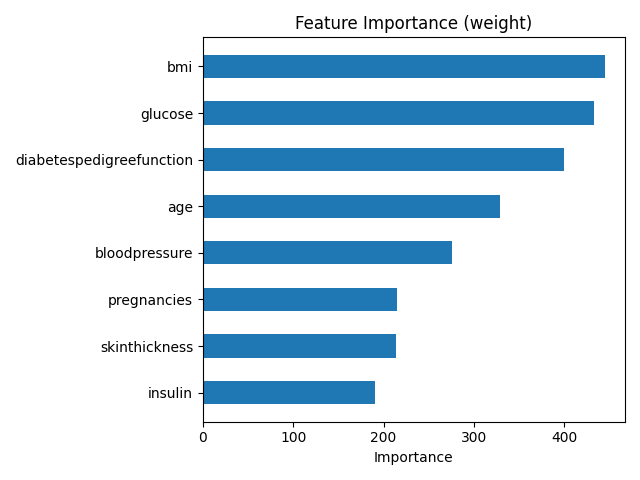 Feature Importance (weight)
bmi
glucose
diabetespedigreefunction
age
bloodpressure
pregnancies
skinthickness
insulin
0 100 200 300 400
Importance